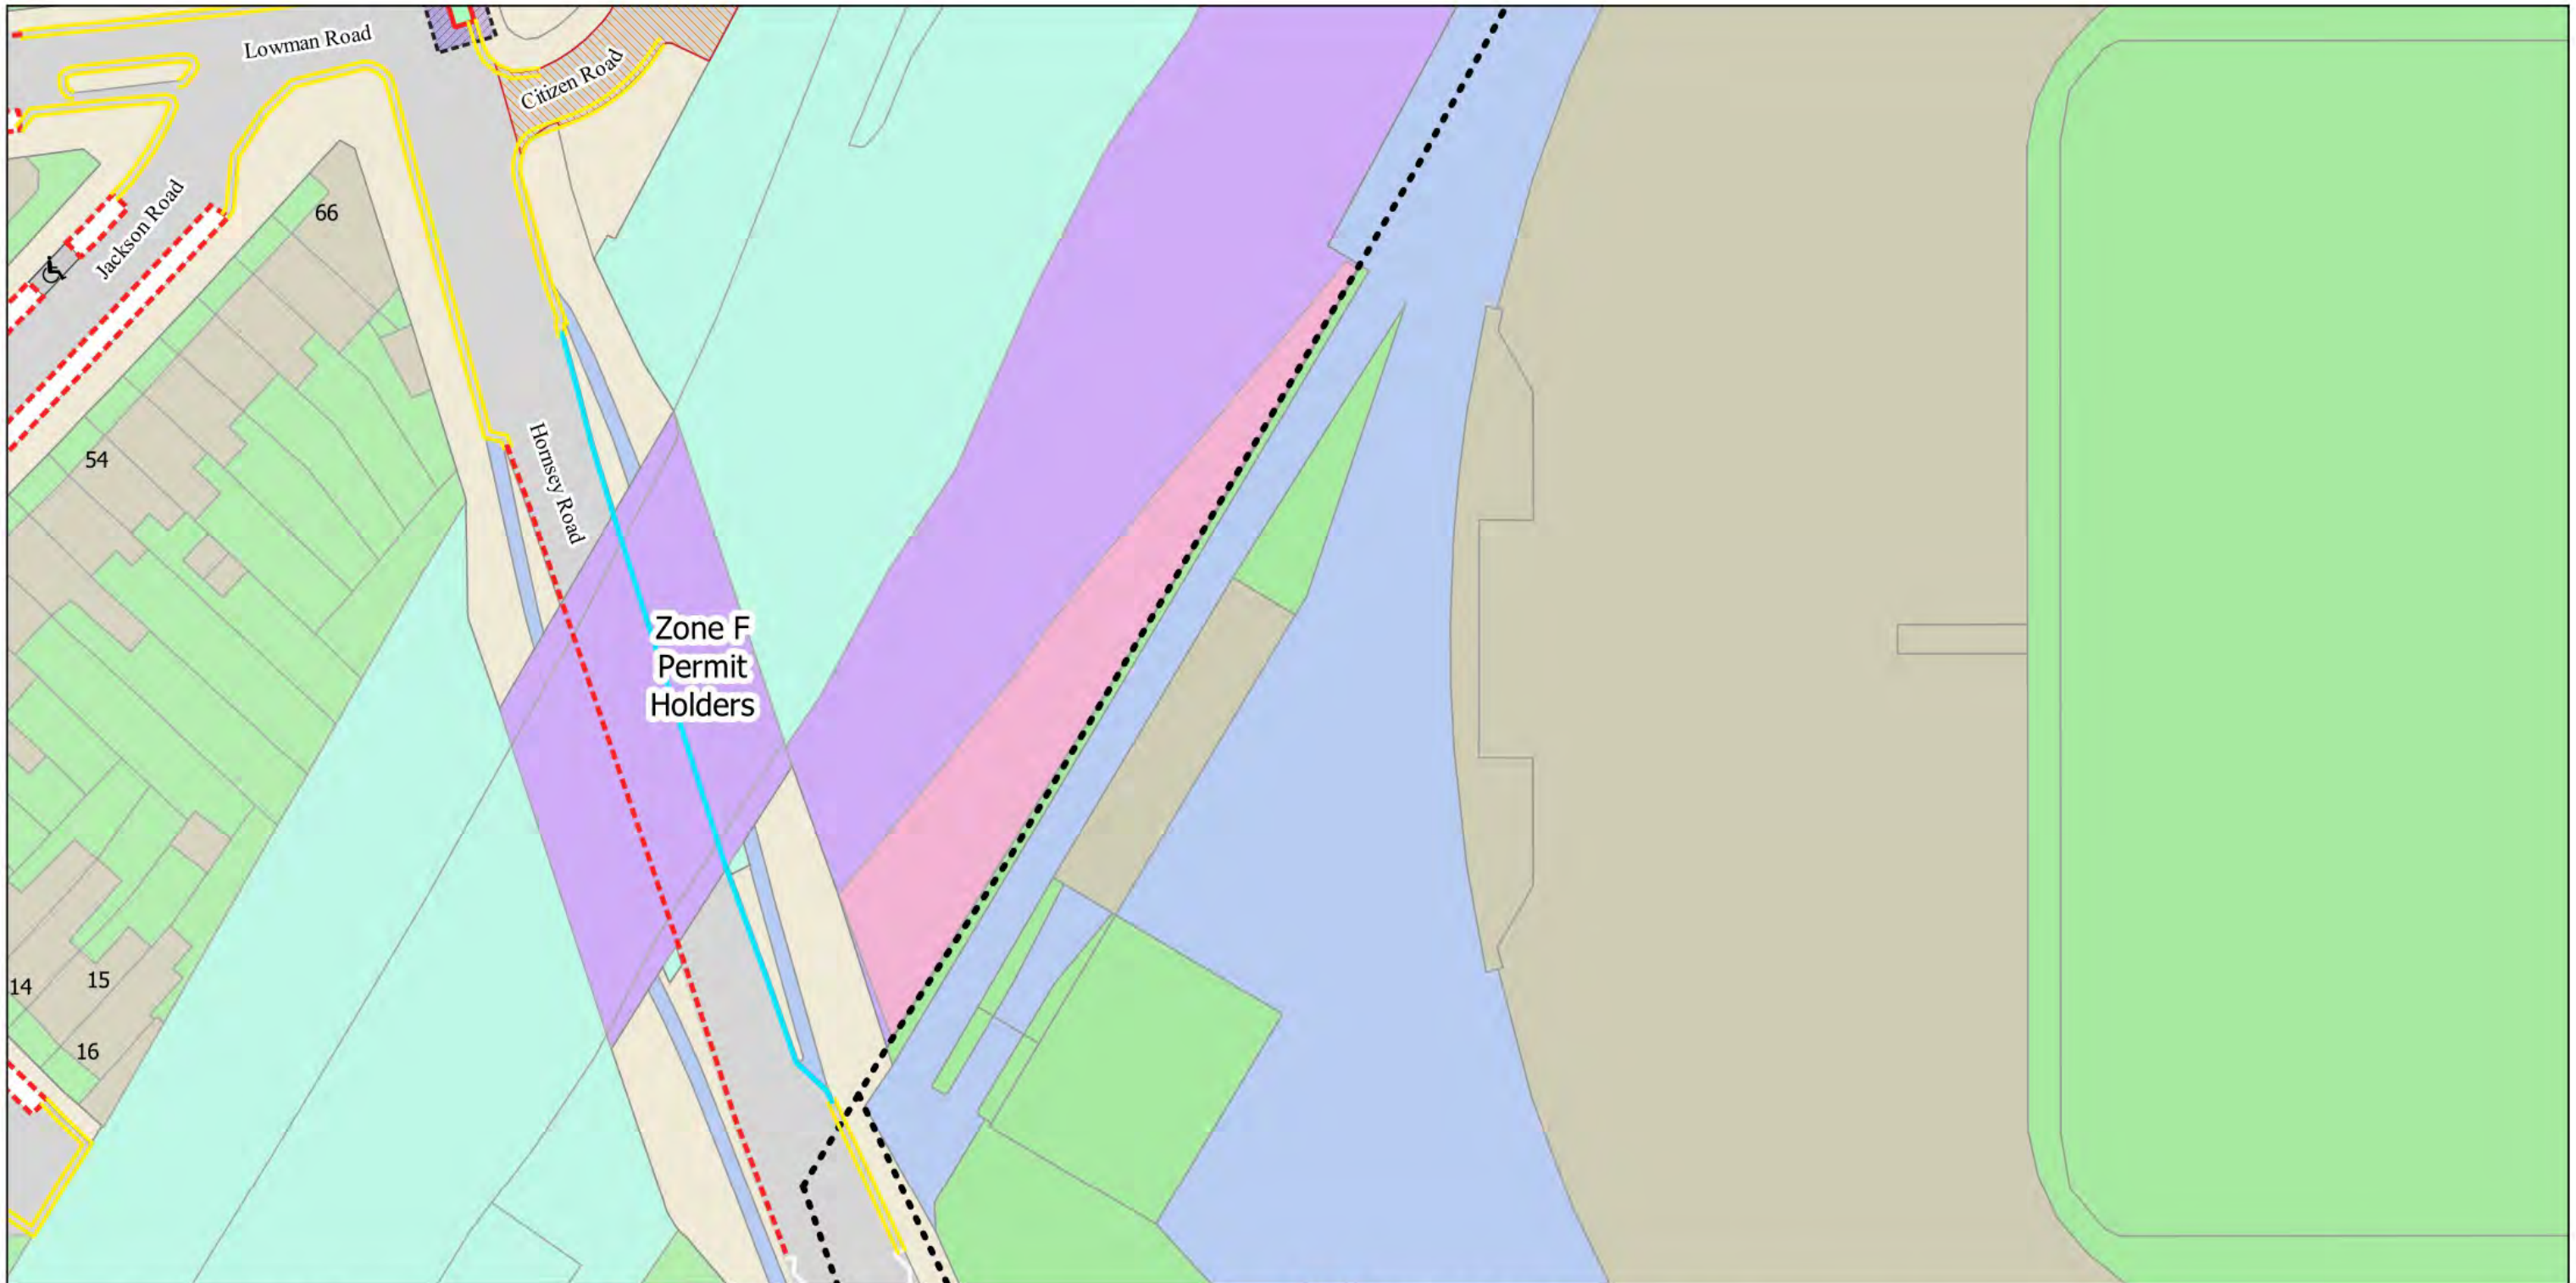 Lowman Road
Citizen Road
Jackson Road
66
54
Hornsey Road
Zone F
Permit
Holders
14
15
16